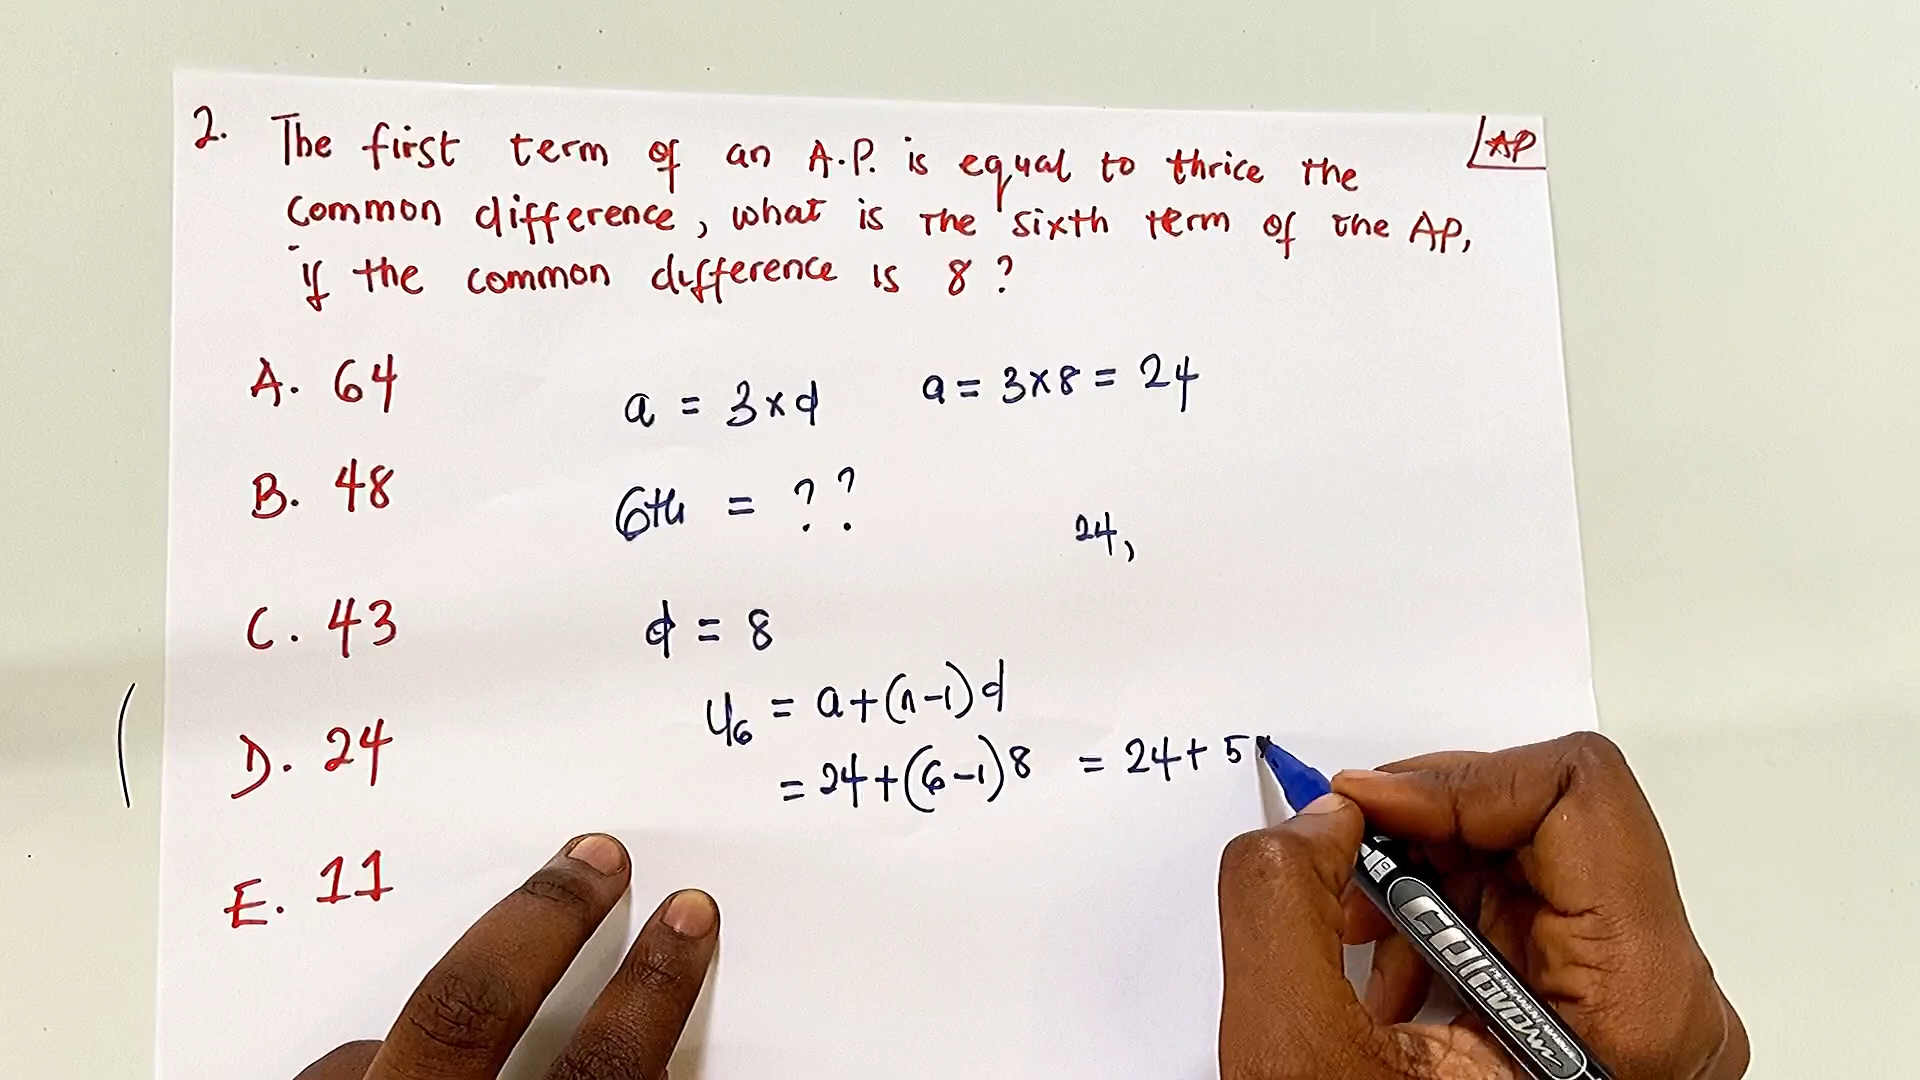 2. The first term of an A.P. is equal to thrice the
common difference, what is the sixth term of the AP,
if the common difference is 8 ?
AP
A. 64
a = 3 x d
a = 3 x 8 = 24
B. 48
6th = ??
24,
C. 43
d = 8
U6 = a + (n-1) d
D. 24
= 24 + (6-1) 8 = 24 + 5
E. 11